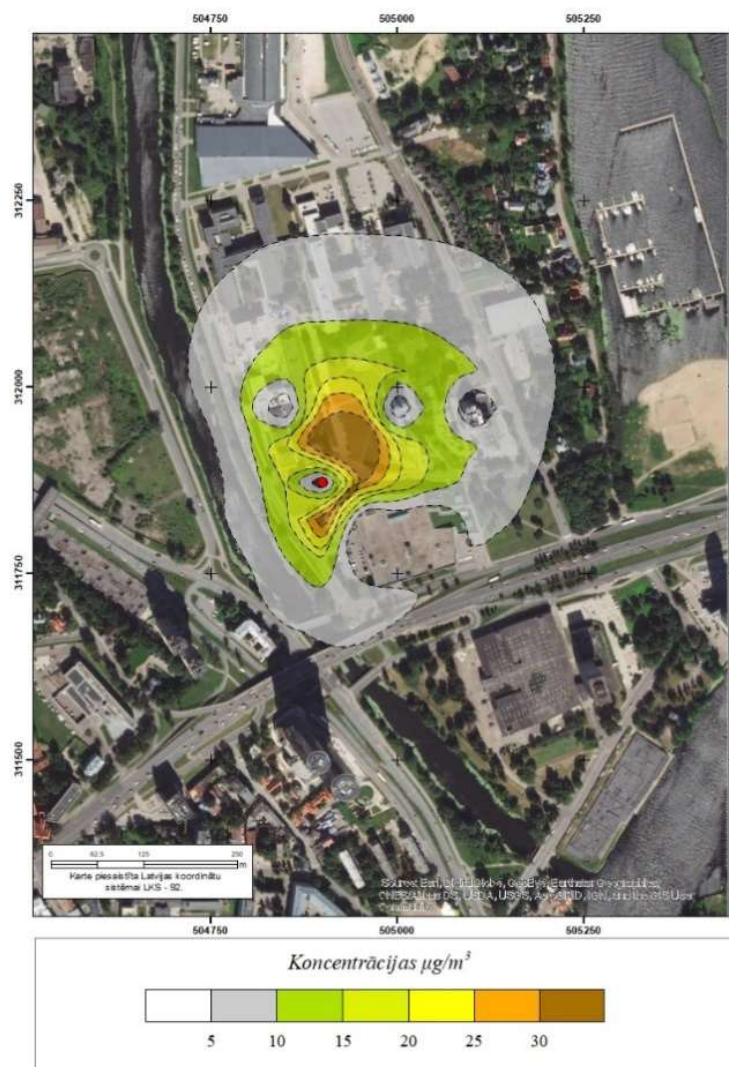 504750 505000 505250
312250
312000
311750
311500
0 62.5 125 250
m
Karte piesaistīta Latvijas koordinātu
sistēmai LKS - 92.
504750 505000 505250
Koncentrācijas µg/m³
5 10 15 20 25 30